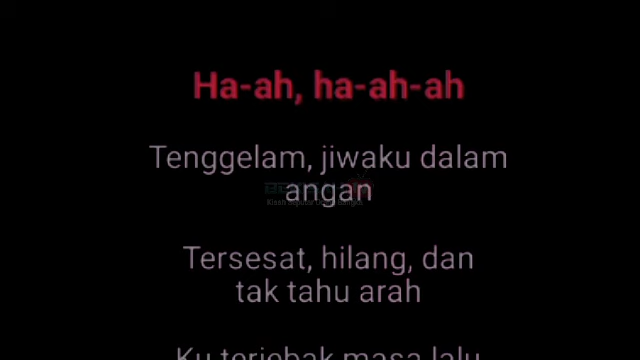 Ha-ah, ha-ah-ah
Tenggelam, jiwaku dalam
angan
Tersesat, hilang, dan
tak tahu arah
Ku terjebak masa lalu